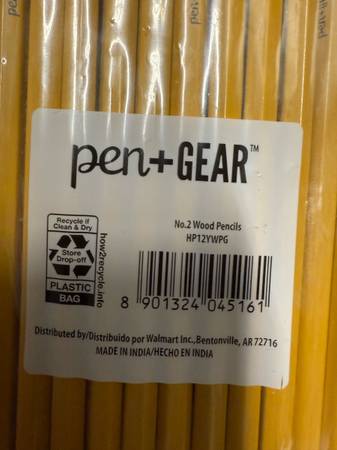 pen+GEAR™
No.2 Wood Pencils
HP12YWPG
Recycle if
Clean & Dry
Store
Drop-off
PLASTIC
BAG
how2recycle.info
8 901324 045161
Distributed by/Distribuido por Walmart Inc.,Bentonville, AR 72716
MADE IN INDIA/HECHO EN INDIA